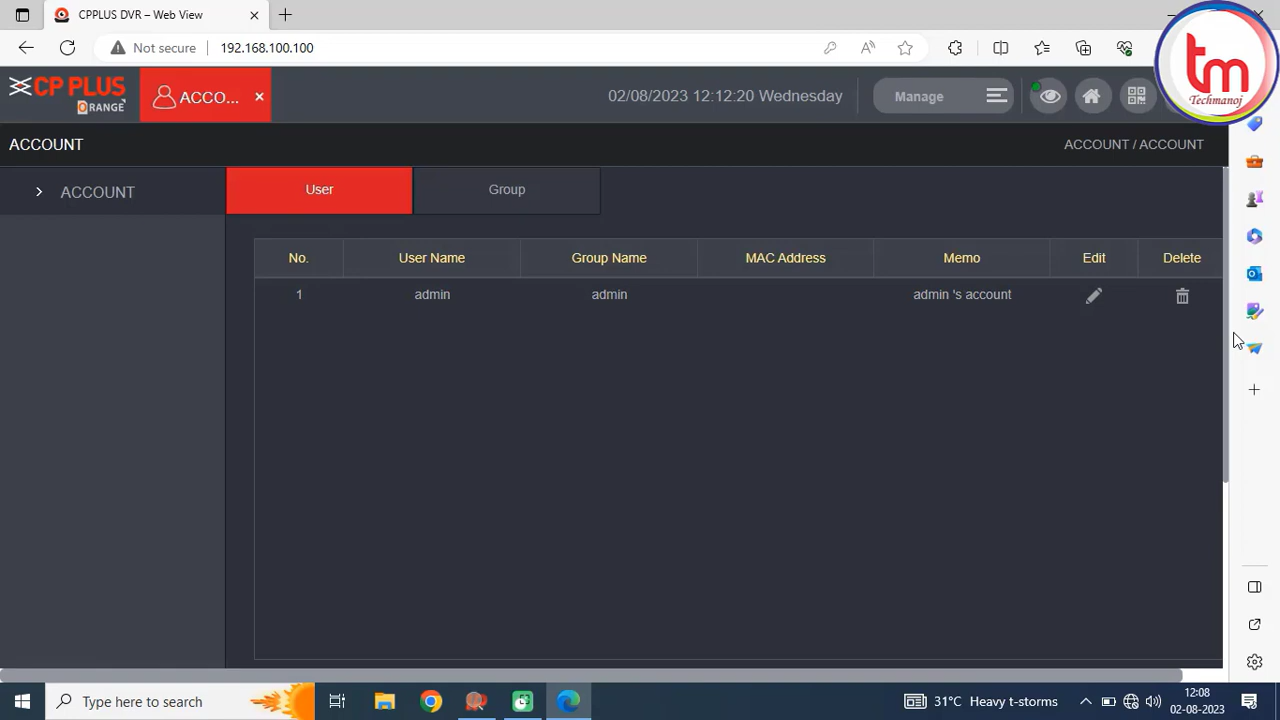 CPPLUS DVR – Web View
Not secure
192.168.100.100
CP PLUS
ORANGE
ACCO...
02/08/2023 12:12:20 Wednesday
Manage
tm
Techmanoj
ACCOUNT
ACCOUNT / ACCOUNT
ACCOUNT
User
Group
No.
User Name
Group Name
MAC Address
Memo
Edit
Delete
1
admin
admin
admin 's account
Type here to search
31°C Heavy t-storms
12:08
02-08-2023